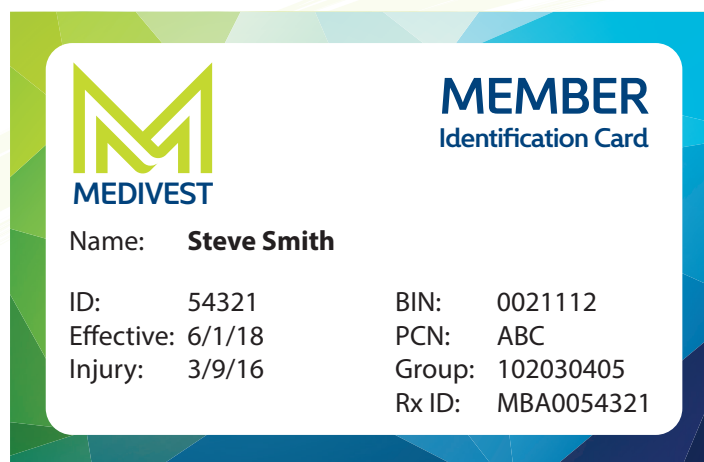 MEDIVEST
MEMBER
Identification Card
Name: Steve Smith
ID: 54321
Effective: 6/1/18
Injury: 3/9/16
BIN: 0021112
PCN: ABC
Group: 102030405
Rx ID: MBA0054321